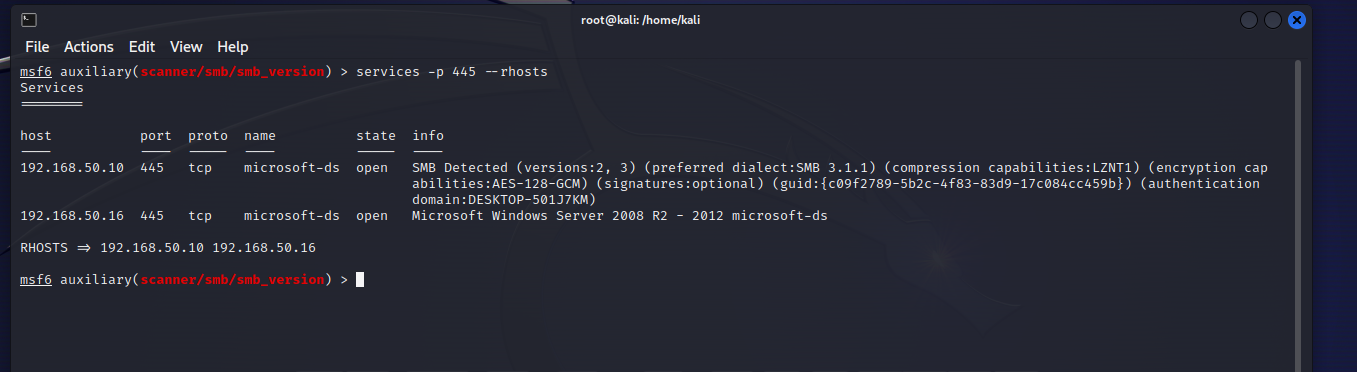 root@kali: /home/kali
File Actions Edit View Help
msf6 auxiliary(scanner/smb/smb_version) > services -p 445 --rhosts
Services
========
host port proto name state info
---- ---- ----- ---- ----- ----
192.168.50.10 445 tcp microsoft-ds open SMB Detected (versions:2, 3) (preferred dialect:SMB 3.1.1) (compression capabilities:LZNT1) (encryption cap
abilities:AES-128-GCM) (signatures:optional) (guid:{c09f2789-5b2c-4f83-83d9-17c084cc459b}) (authentication
domain:DESKTOP-501J7KM)
192.168.50.16 445 tcp microsoft-ds open Microsoft Windows Server 2008 R2 - 2012 microsoft-ds
RHOSTS => 192.168.50.10 192.168.50.16
msf6 auxiliary(scanner/smb/smb_version) >